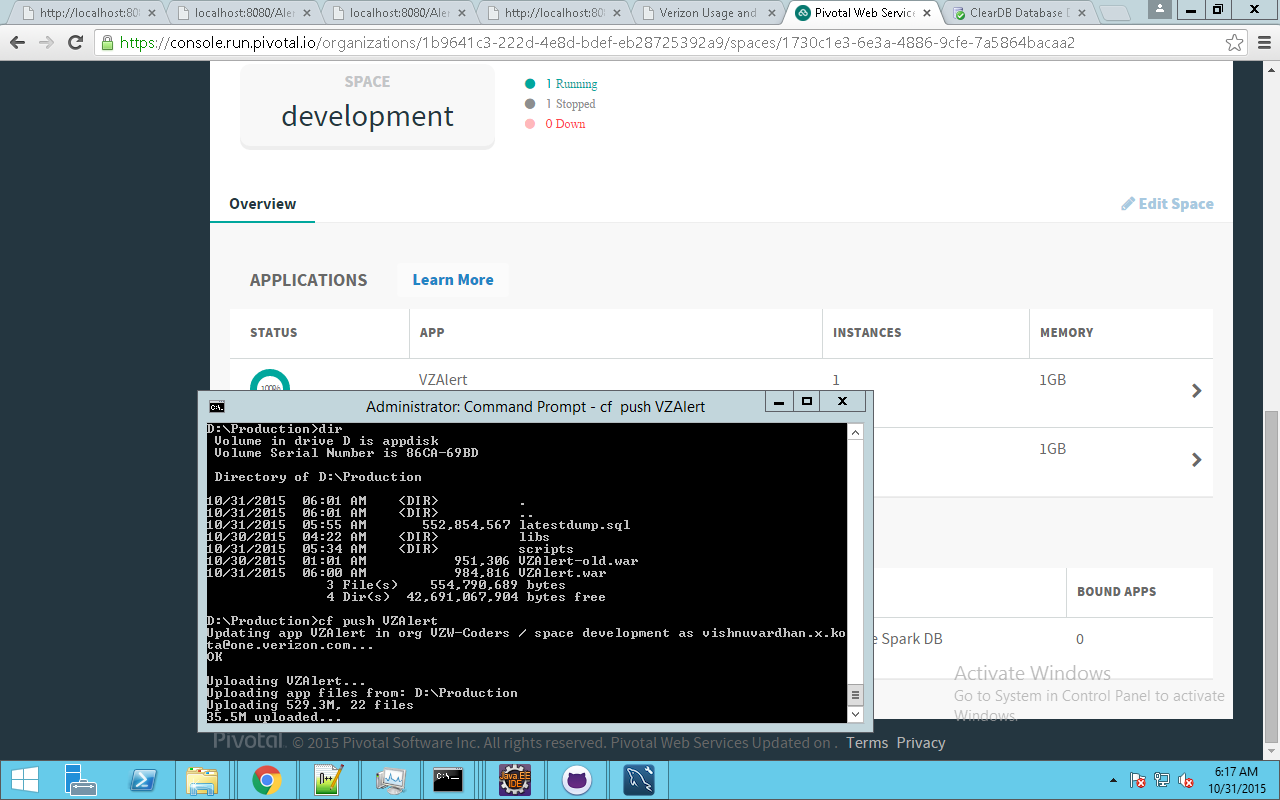 http://localhost:80
localhost:8080/Aler
localhost:8080/Aler
http://localhost:80
Verizon Usage and
Pivotal Web Servic
ClearDB Database D
https://console.run.pivotal.io/organizations/1b9641c3-222d-4e8d-bdef-eb28725392a9/spaces/1730c1e3-6e3a-4886-9cfe-7a5864bacaa2
SPACE
development
1 Running
1 Stopped
0 Down
Overview
Edit Space
APPLICATIONS
Learn More
STATUS APP INSTANCES MEMORY
100%
VZAlert 1 1GB
1GB
BOUND APPS
e Spark DB 0
Administrator: Command Prompt - cf  push VZAlert
D:\Production>dir
Volume in drive D is appdisk
Volume Serial Number is 86CA-69BD
Directory of D:\Production
10/31/2015  06:01 AM    <DIR>          .
10/31/2015  06:01 AM    <DIR>          ..
10/31/2015  05:55 AM       552,854,567 latestdump.sql
10/30/2015  04:22 AM    <DIR>          libs
10/31/2015  05:34 AM    <DIR>          scripts
10/30/2015  01:01 AM           951,306 VZAlert-old.war
10/31/2015  06:00 AM           984,816 VZAlert.war
3 File(s)    554,790,689 bytes
4 Dir(s)  42,691,067,904 bytes free
D:\Production>cf push VZAlert
Updating app VZAlert in org VZW-Coders / space development as vishnuvardhan.x.ko
ta@one.verizon.com...
OK
Uploading VZAlert...
Uploading app files from: D:\Production
Uploading 529.3M, 22 files
35.5M uploaded...
Activate Windows
Go to System in Control Panel to activate
Windows.
Pivotal © 2015 Pivotal Software Inc. All rights reserved. Pivotal Web Services Updated on . Terms Privacy
Java EE
IDE
6:17 AM
10/31/2015